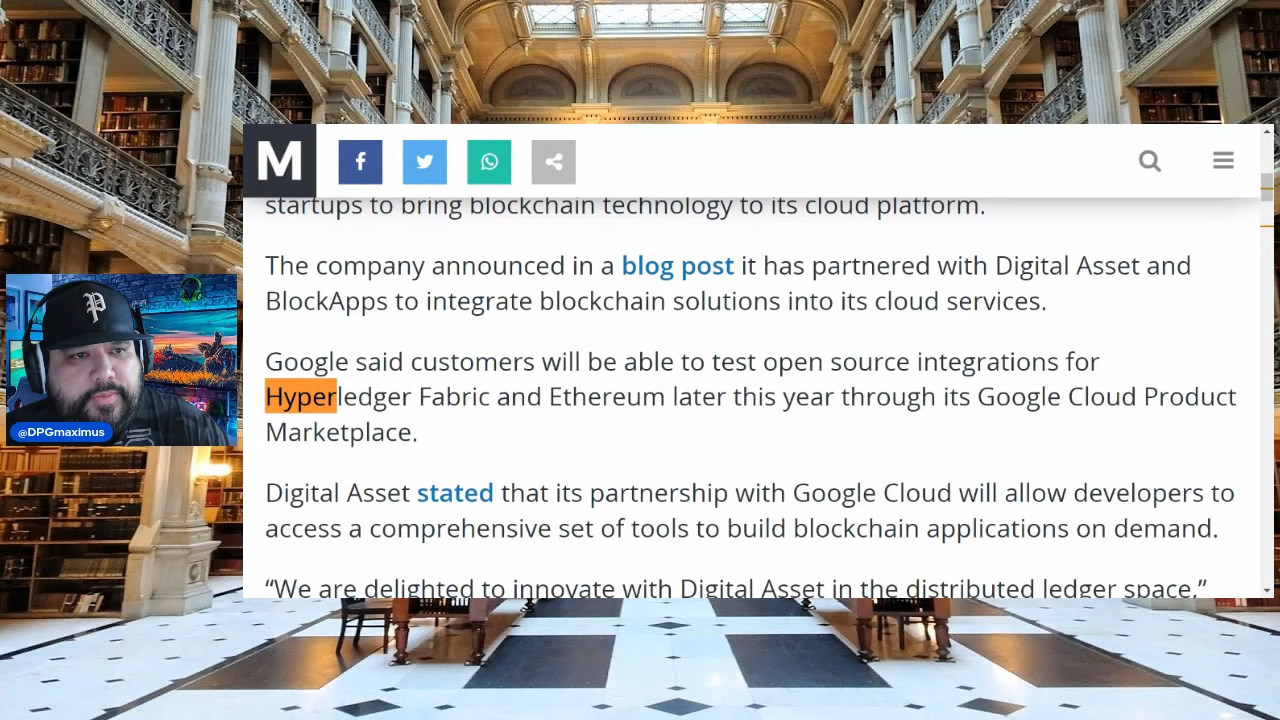 M
startups to bring blockchain technology to its cloud platform.
The company announced in a blog post it has partnered with Digital Asset and
BlockApps to integrate blockchain solutions into its cloud services.
Google said customers will be able to test open source integrations for
Hyperledger Fabric and Ethereum later this year through its Google Cloud Product
Marketplace.
Digital Asset stated that its partnership with Google Cloud will allow developers to
access a comprehensive set of tools to build blockchain applications on demand.
“We are delighted to innovate with Digital Asset in the distributed ledger space,”
P
@DPGmaximus